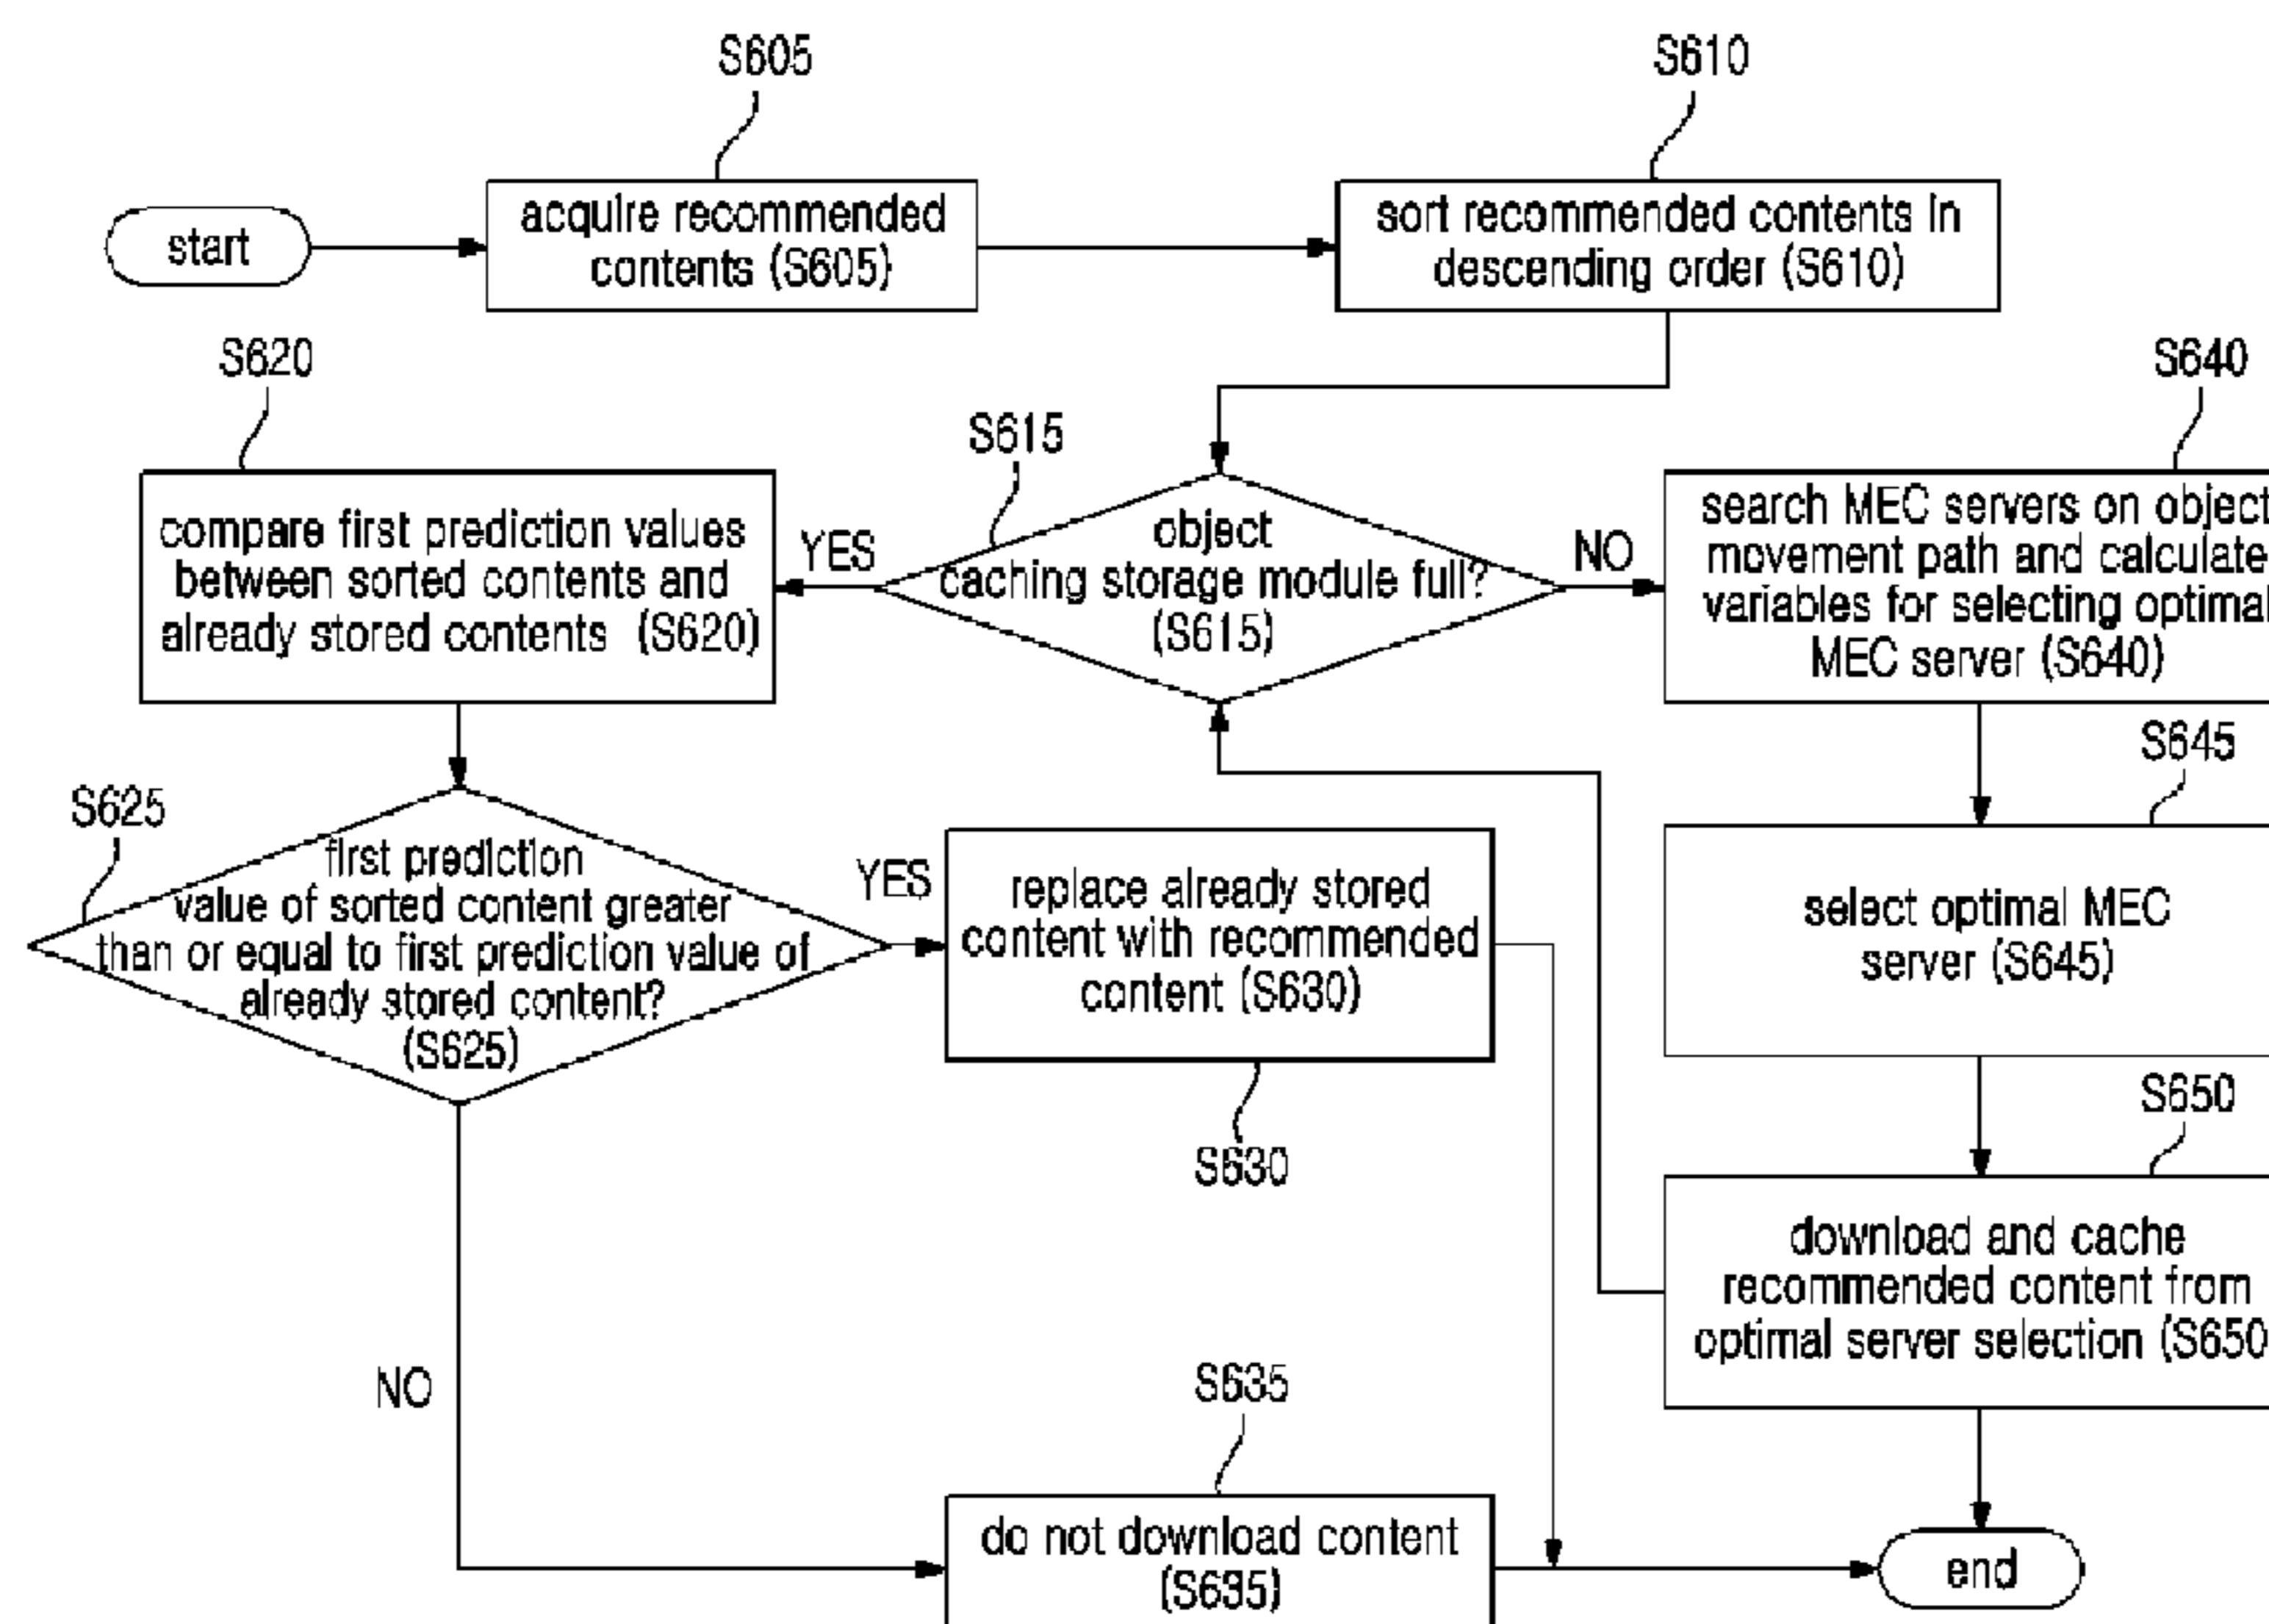 S605
S610
start
acquire recommended
contents (S605)
sort recommended contents in
descending order (S610)
S620
S615
S640
compare first prediction values
between sorted contents and
already stored contents (S620)
YES
object
caching storage module full?
(S615)
NO
search MEC servers on object
movement path and calculate
variables for selecting optimal
MEC server (S640)
S645
S625
first prediction
value of sorted content greater
than or equal to first prediction value of
already stored content?
(S625)
YES
replace already stored
content with recommended
content (S630)
S630
select optimal MEC
server (S645)
S650
download and cache
recommended content from
optimal server selection (S650
NO
S635
do not download content
(S635)
end